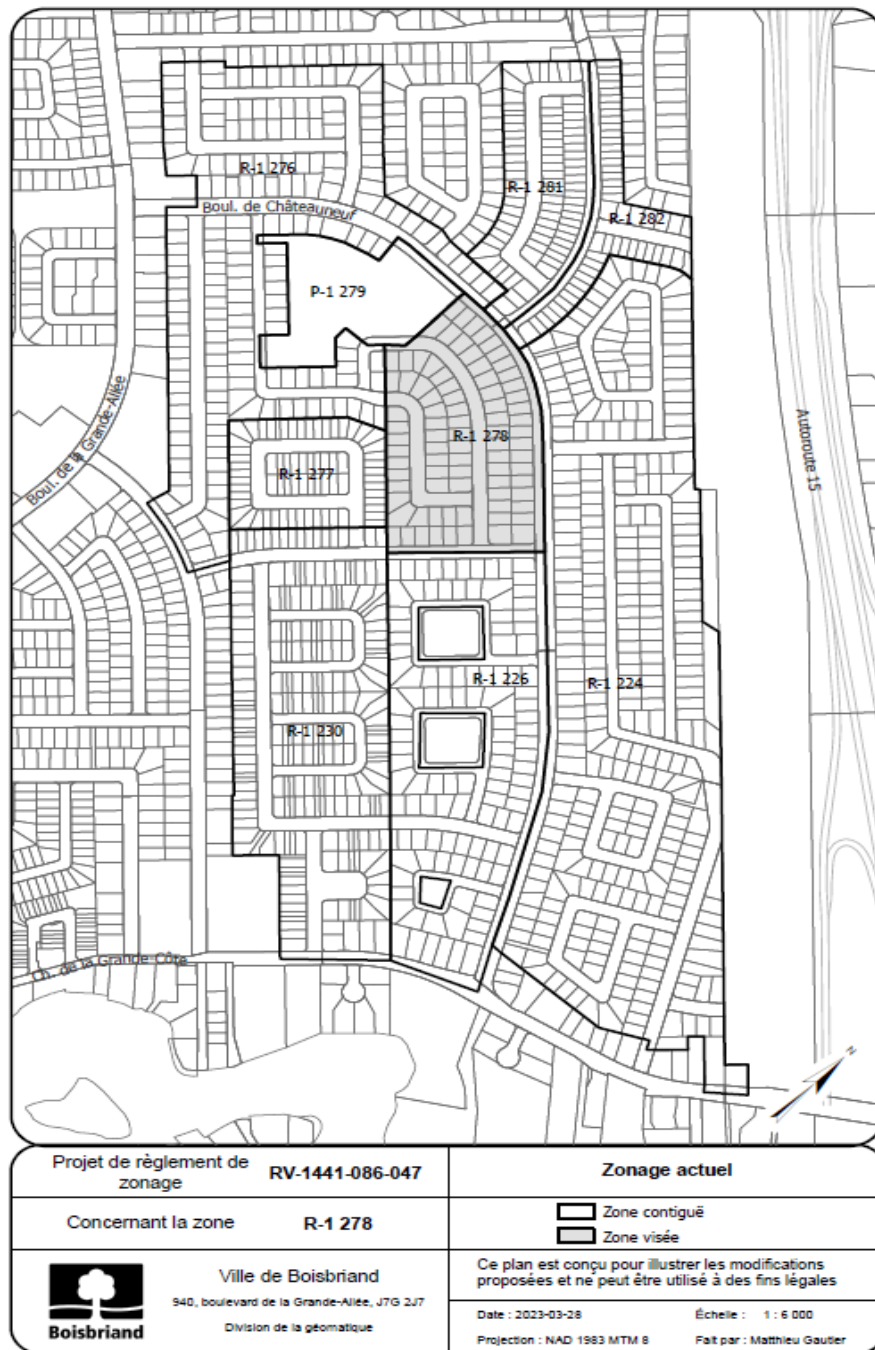 R-1 276
R-1 281
Boul. de Châteauneuf
R-1 282
P-1 279
Boul. de la Grande-Allée
Autoroute 15
R-1 278
R-1 277
R-1 226
R-1 224
R-1 230
Ch. de la Grande-Côte
N
Projet de règlement de zonage RV-1441-086-047
Zonage actuel
Concernant la zone R-1 278
Zone contiguë
Zone visée
Boisbriand
Ville de Boisbriand
940, boulevard de la Grande-Allée, J7G 2J7
Division de la géomatique
Ce plan est conçu pour illustrer les modifications
proposées et ne peut être utilisé à des fins légales
Date : 2023-03-28 Échelle : 1 : 6 000
Projection : NAD 1983 MTM 8 Fait par : Matthieu Gautier